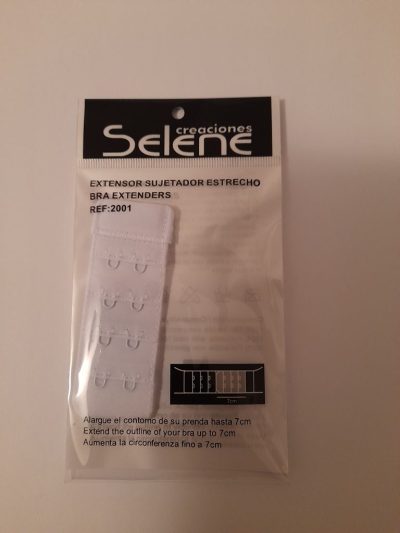 creaciones
Selene
EXTENSOR SUJETADOR ESTRECHO
BRA EXTENDERS
REF:2001
7cm
Alargue el contorno de su prenda hasta 7cm
Extend the outline of your bra up to 7cm
Aumenta la circonferenza fino a 7cm